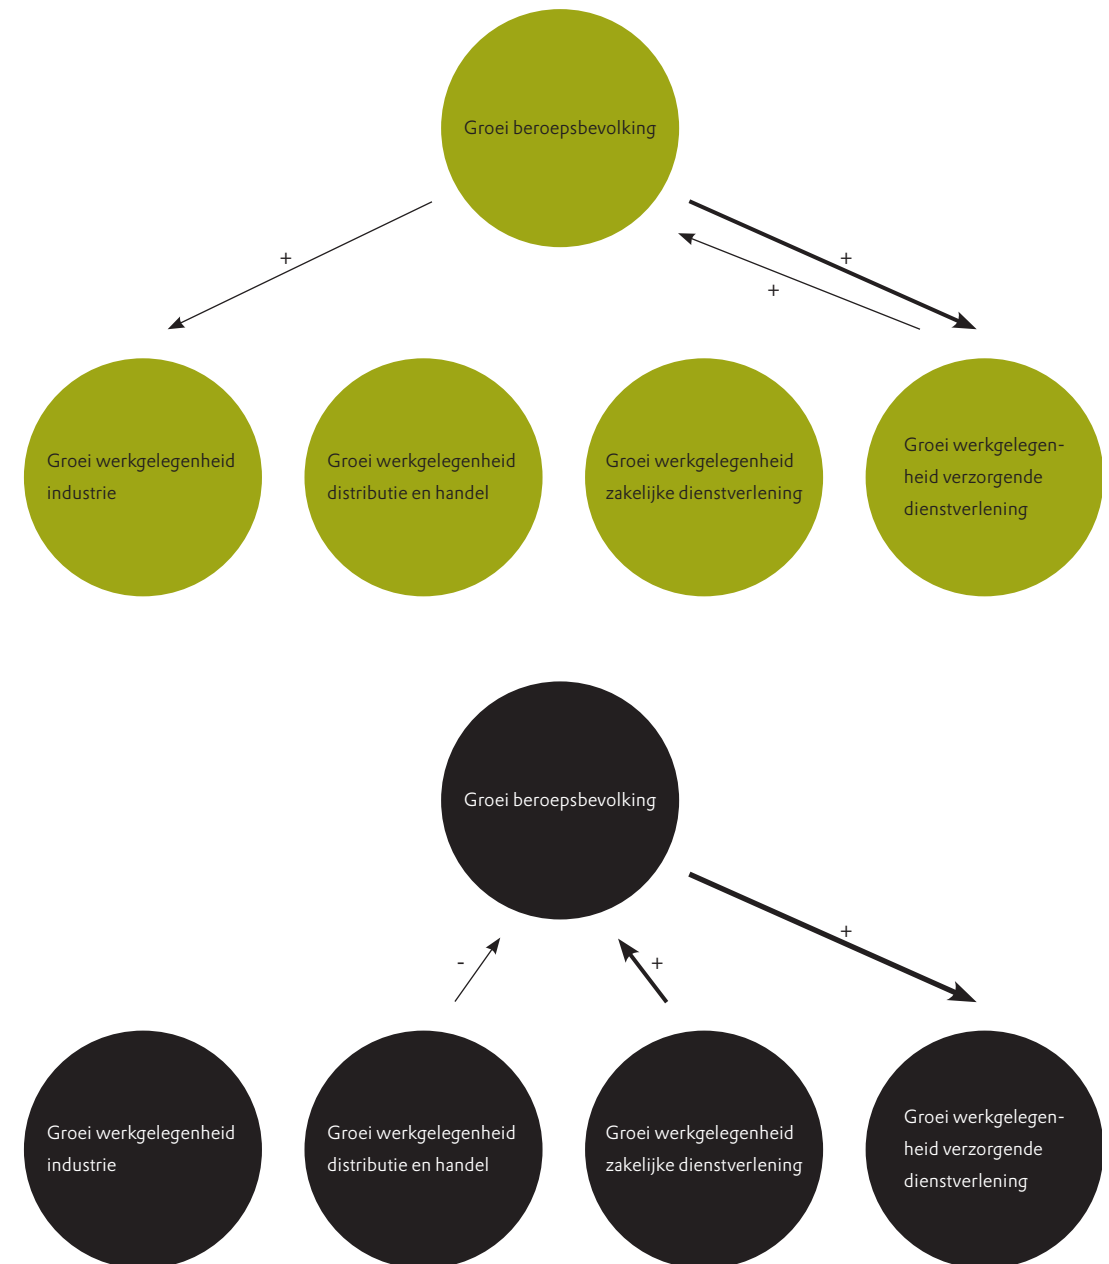 Groei beroepsbevolking
+
+
+
Groei werkgelegenheid
industrie
Groei werkgelegenheid
distributie en handel
Groei werkgelegenheid
zakelijke dienstverlening
Groei werkgelegen-
heid verzorgende
dienstverlening
Groei beroepsbevolking
+
-
+
Groei werkgelegenheid
industrie
Groei werkgelegenheid
distributie en handel
Groei werkgelegenheid
zakelijke dienstverlening
Groei werkgelegen-
heid verzorgende
dienstverlening